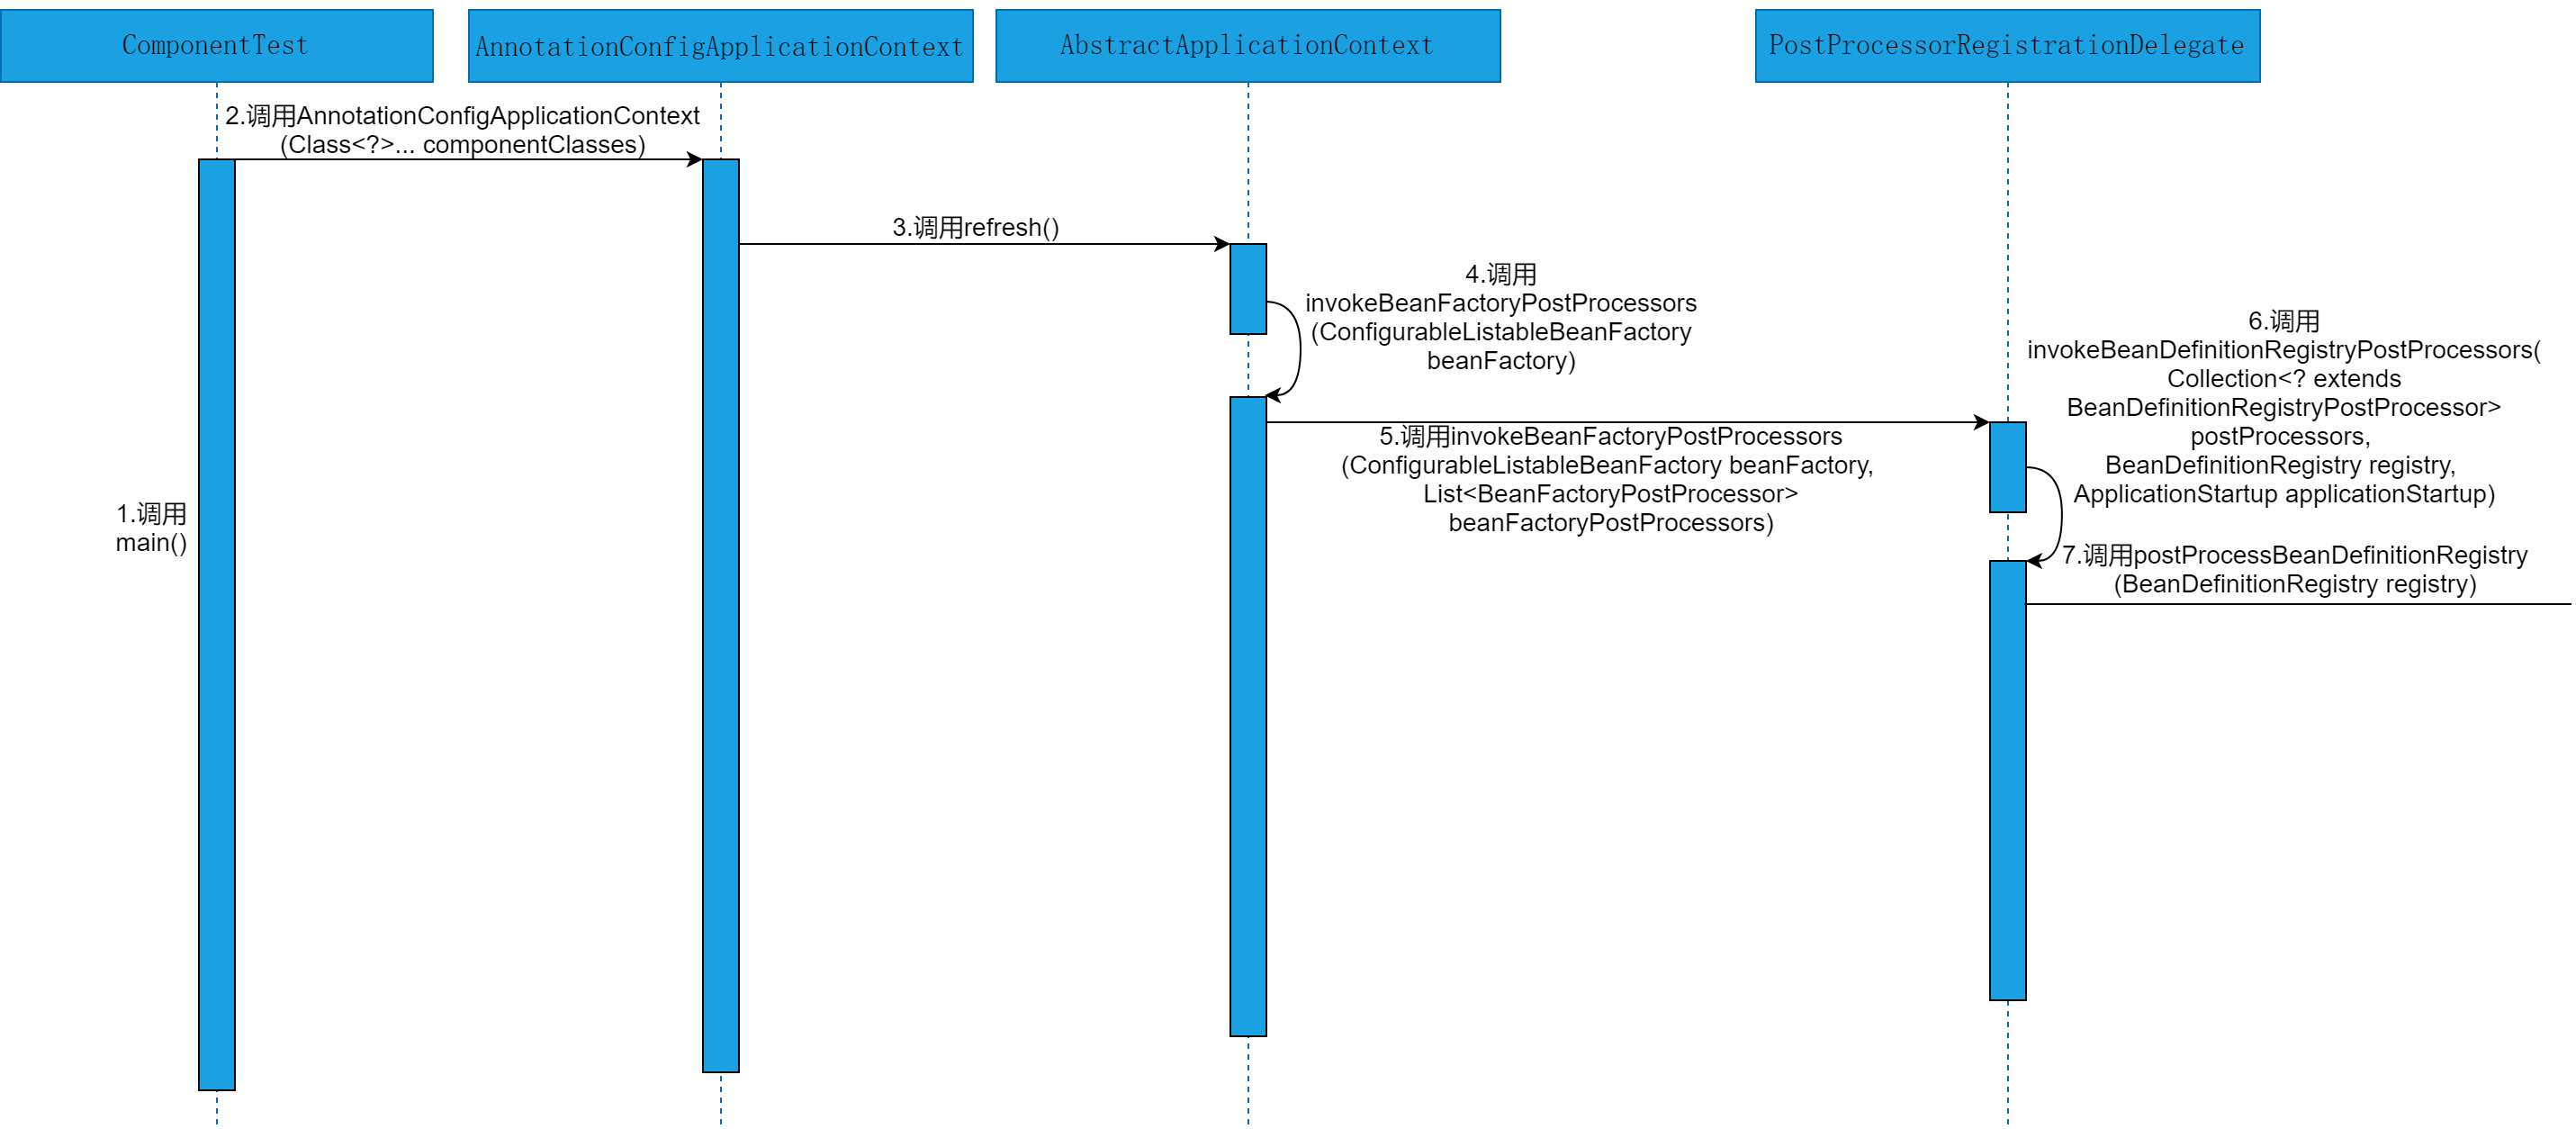 ComponentTest
AnnotationConfigApplicationContext
AbstractApplicationContext
PostProcessorRegistrationDelegate
2.调用AnnotationConfigApplicationContext
(Class<?>... componentClasses)
3.调用refresh()
4.调用
invokeBeanFactoryPostProcessors
(ConfigurableListableBeanFactory
beanFactory)
5.调用invokeBeanFactoryPostProcessors
(ConfigurableListableBeanFactory beanFactory,
List<BeanFactoryPostProcessor>
beanFactoryPostProcessors)
6.调用
invokeBeanDefinitionRegistryPostProcessors(
Collection<? extends
BeanDefinitionRegistryPostProcessor>
postProcessors,
BeanDefinitionRegistry registry,
ApplicationStartup applicationStartup)
1.调用
main()
7.调用postProcessBeanDefinitionRegistry
(BeanDefinitionRegistry registry)